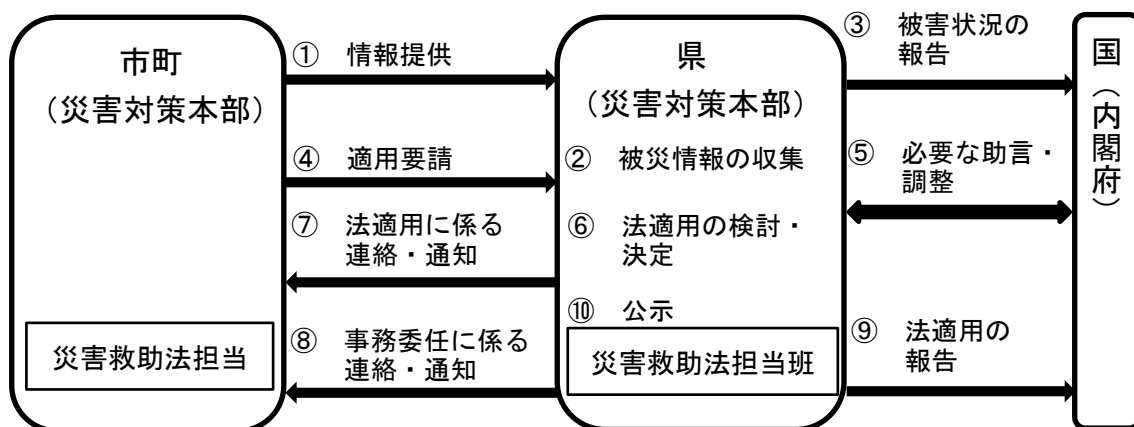 市町
（災害対策本部）
① 情報提供
④ 適用要請
⑦ 法適用に係る
連絡・通知
⑧ 事務委任に係る
連絡・通知
災害救助法担当
県
（災害対策本部）
② 被災情報の収集
⑥ 法適用の検討・
決定
⑩ 公示
災害救助法担当班
③ 被害状況の
報告
⑤ 必要な助言・
調整
⑨ 法適用の
報告
国（内閣府）